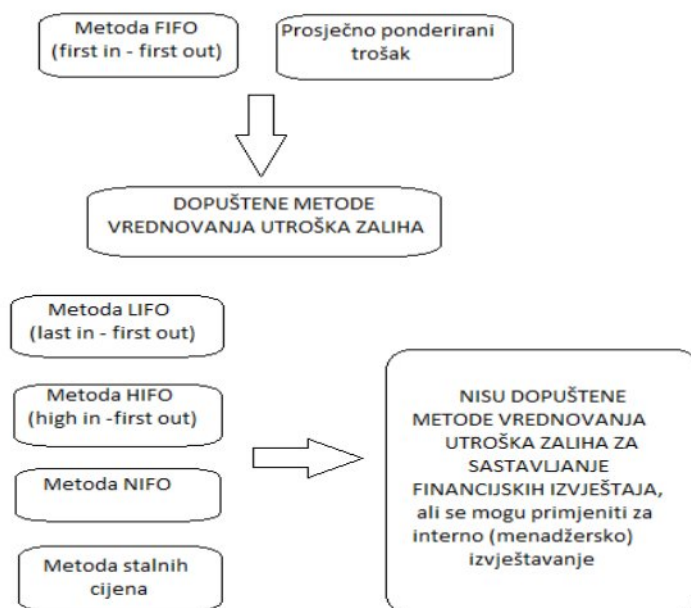 Metoda FIFO
(first in - first out)
Prosječno ponderirani
trošak
DOPUŠTENE METODE
VREDNOVANJA UTROŠKA ZALIHA
Metoda LIFO
(last in - first out)
Metoda HIFO
(high in -first out)
Metoda NIFO
Metoda stalnih
cijena
NISU DOPUŠTENE
METODE VREDNOVANJA
UTROŠKA ZALIHA ZA
SASTAVLJANJE
FINANCIJSKIH IZVJEŠTAJA,
ali se mogu primjeniti za
interno (menadžersko)
izvještavanje